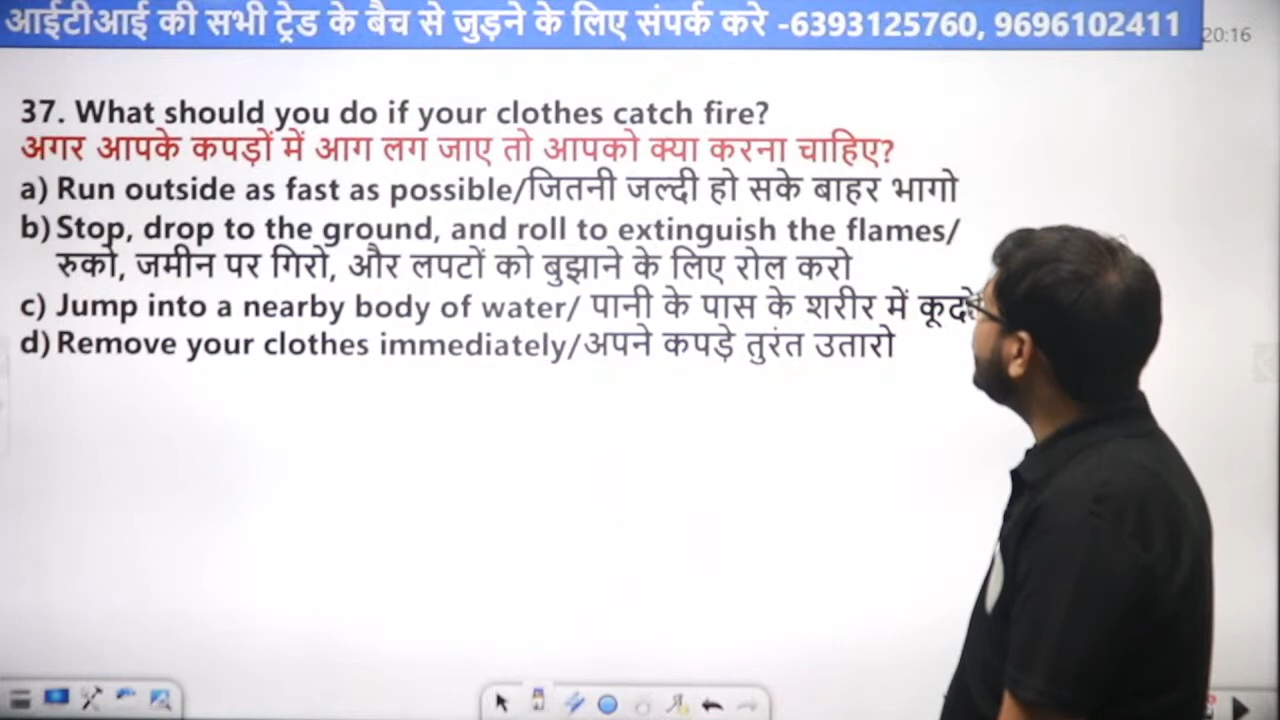 आईटीआई की सभी ट्रेड के बैच से जुड़ने के लिए संपर्क करे -6393125760, 9696102411
20:16
37. What should you do if your clothes catch fire?
अगर आपके कपड़ों में आग लग जाए तो आपको क्या करना चाहिए?
a) Run outside as fast as possible/जितनी जल्दी हो सके बाहर भागो
b) Stop, drop to the ground, and roll to extinguish the flames/
रुको, जमीन पर गिरो, और लपटों को बुझाने के लिए रोल करो
c) Jump into a nearby body of water/ पानी के पास के शरीर में
d) Remove your clothes immediately/अपने कपड़े तुरंत उतारो